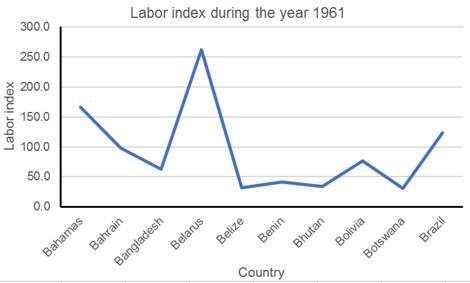 Labor index during the year 1961
300.0
250.0
200.0
150.0
100.0
50.0
0.0
Labor index
Bahamas
Bahrain
Bangladesh
Belarus
Belize
Benin
Bhutan
Bolivia
Botswana
Brazil
Country